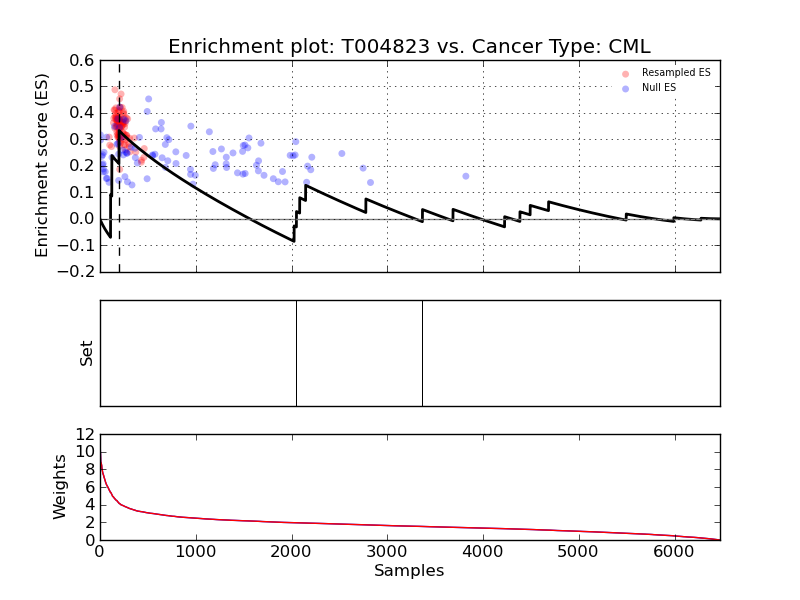 Enrichment plot: T004823 vs. Cancer Type: CML
Enrichment score (ES)
0.6
0.5
0.4
0.3
0.2
0.1
0.0
−0.1
−0.2
Resampled ES
Null ES
Set
Weights
12
10
8
6
4
2
0
0 1000 2000 3000 4000 5000 6000
Samples